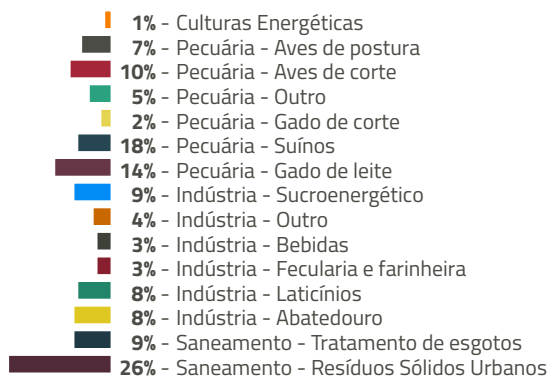 1% - Culturas Energéticas
7% - Pecuária - Aves de postura
10% - Pecuária - Aves de corte
5% - Pecuária - Outro
2% - Pecuária - Gado de corte
18% - Pecuária - Suínos
14% - Pecuária - Gado de leite
9% - Indústria - Sucroenergético
4% - Indústria - Outro
3% - Indústria - Bebidas
3% - Indústria - Fecularia e farinheira
8% - Indústria - Laticínios
8% - Indústria - Abatedouro
9% - Saneamento - Tratamento de esgotos
26% - Saneamento - Resíduos Sólidos Urbanos